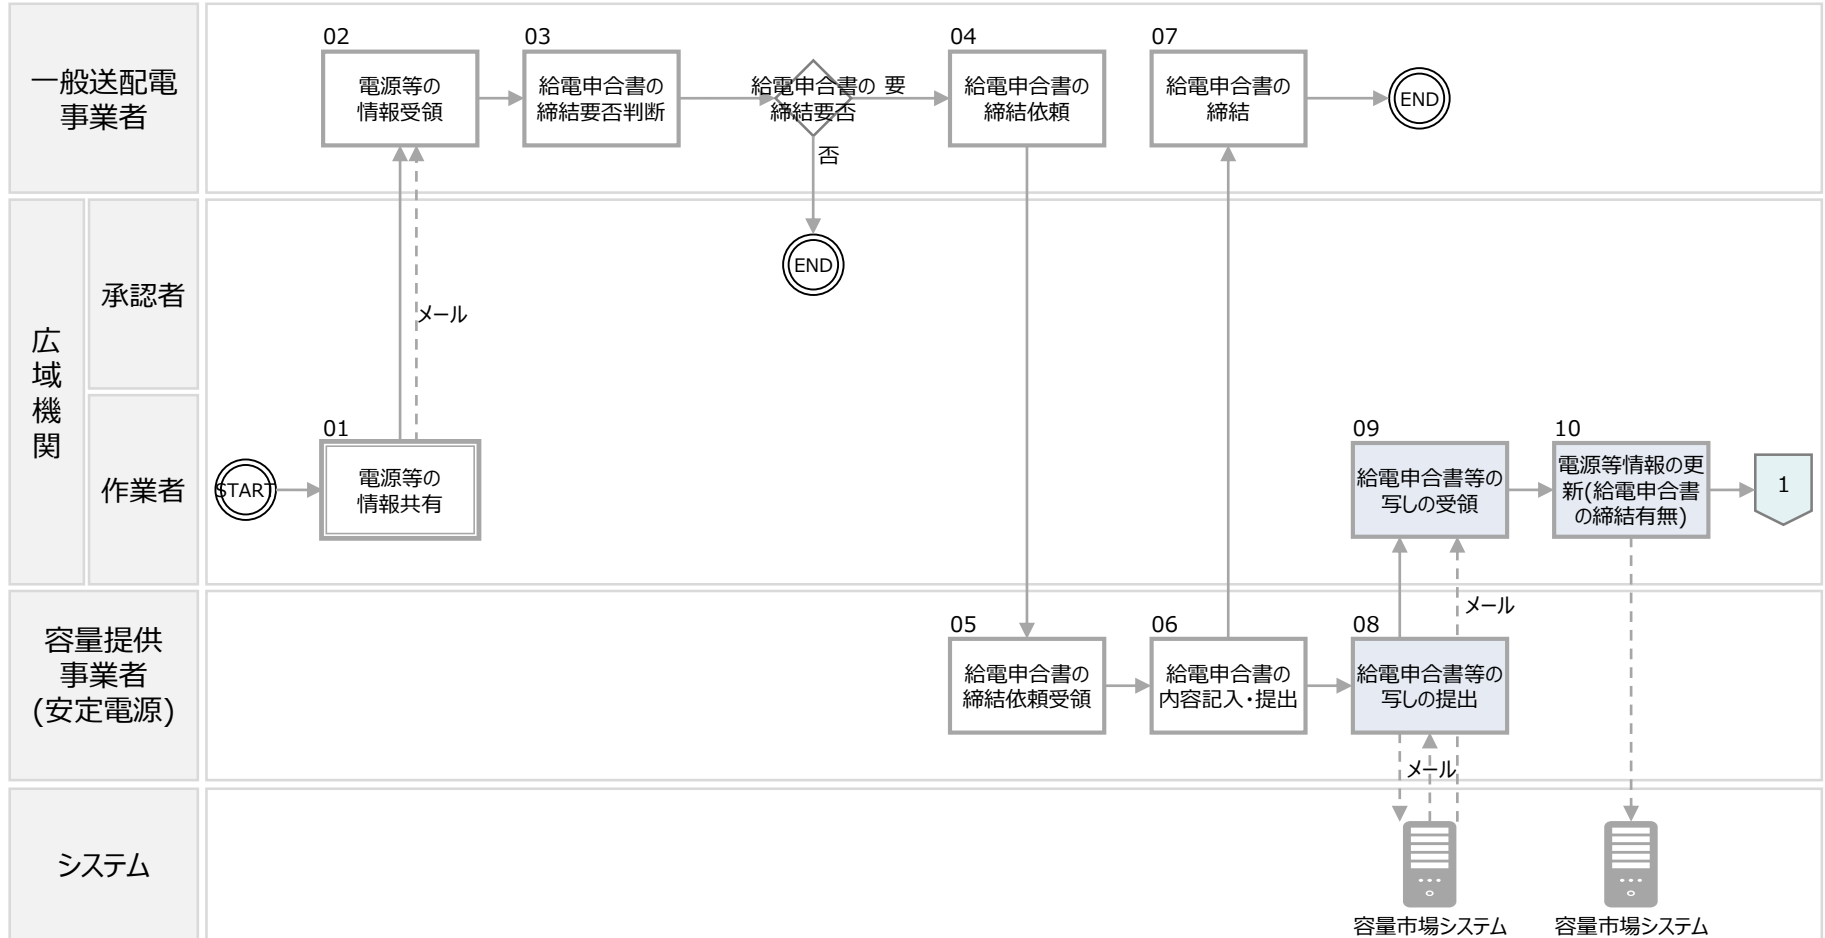 一般送配電
事業者
02
電源等の
情報受領
03
給電申合書の
締結要否判断
給電申合書の
締結要否
要
否
04
給電申合書の
締結依頼
07
給電申合書の
締結
END
END
広
域
機
関
承認者
メール
作業者
START
01
電源等の
情報共有
09
給電申合書等の
写しの受領
10
電源等情報の更
新(給電申合書
の締結有無)
1
容量提供
事業者
(安定電源)
05
給電申合書の
締結依頼受領
06
給電申合書の
内容記入・提出
08
給電申合書等の
写しの提出
メール
メール
システム
容量市場システム
容量市場システム